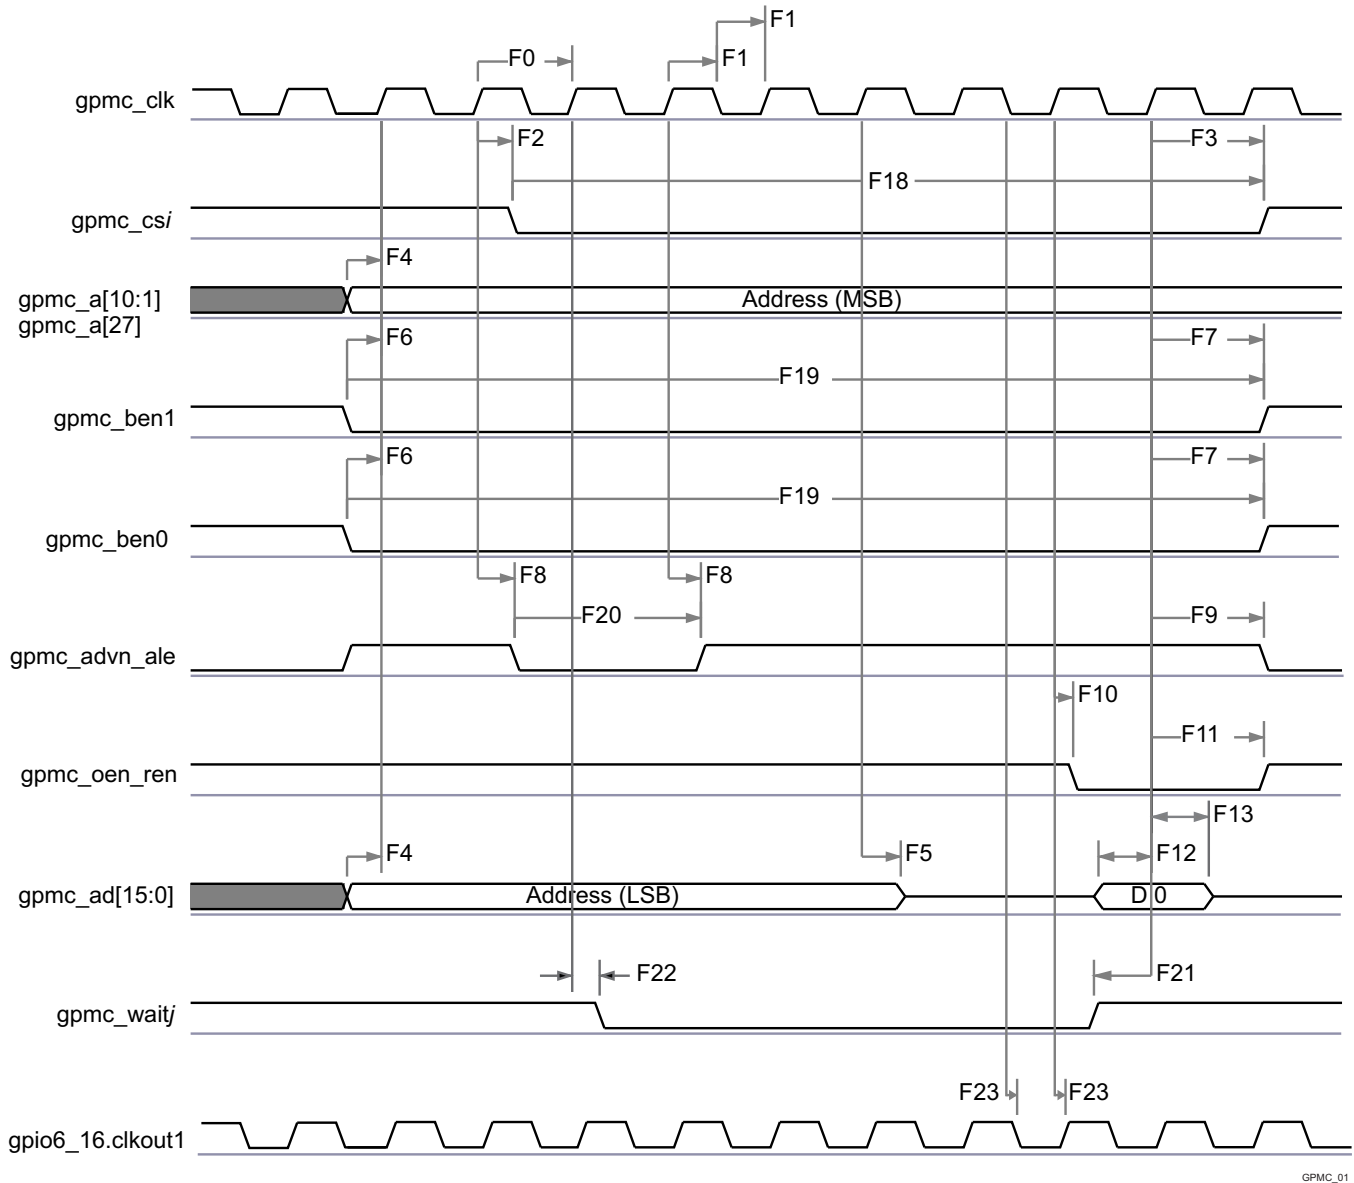 F1
F0
F1
gpmc_clk
F2
F3
F18
gpmc_csi
F4
gpmc_a[10:1]
Address (MSB)
gpmc_a[27]
F6
F7
F19
gpmc_ben1
F6
F7
F19
gpmc_ben0
F8
F8
F20
F9
gpmc_advn_ale
F10
F11
gpmc_oen_ren
F13
F4
F5
F12
gpmc_ad[15:0]
Address (LSB)
D 0
F22
F21
gpmc_waitj
F23
F23
gpio6_16.clkout1
GPMC_01